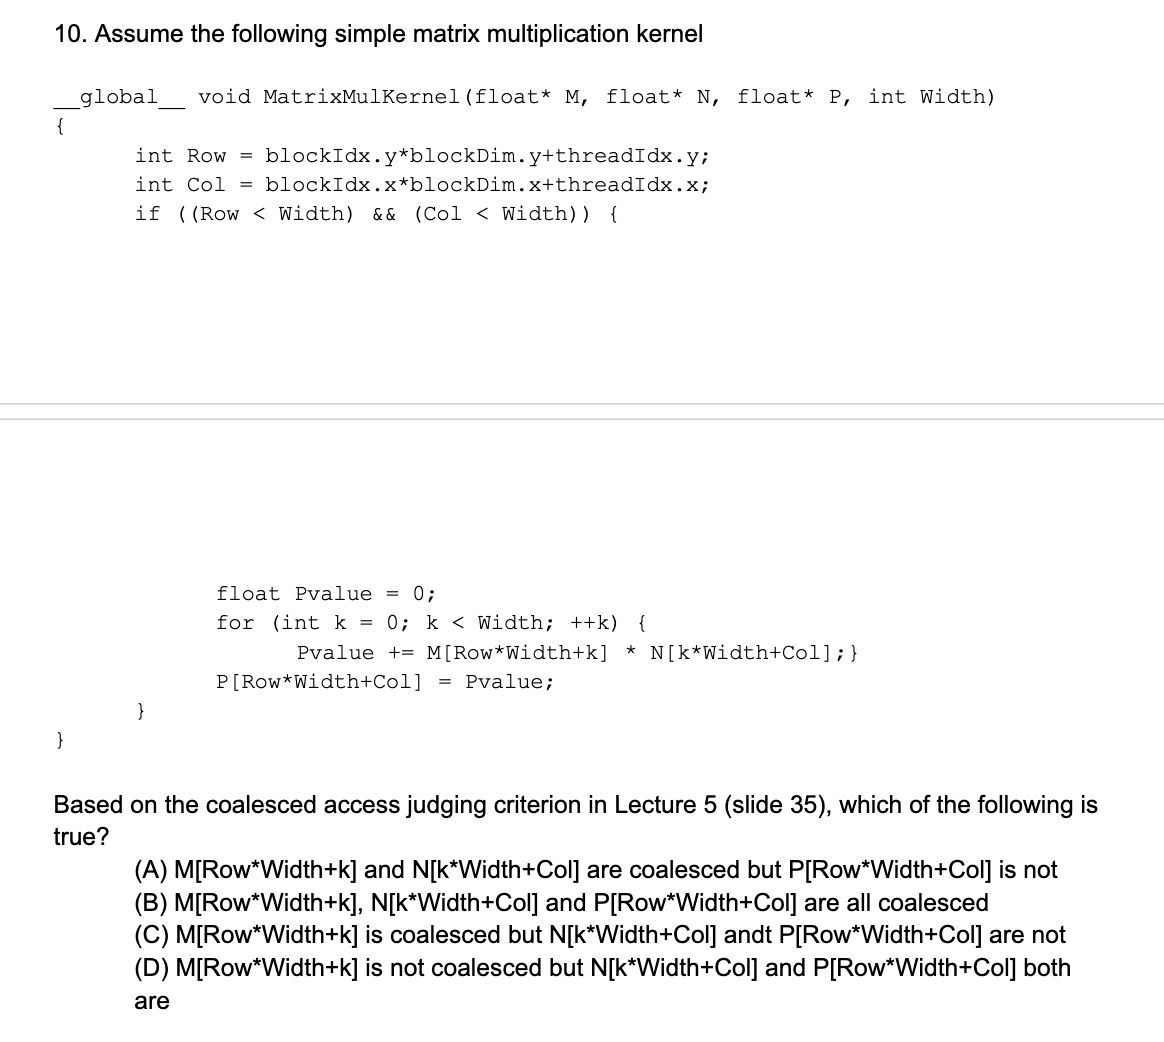 10. Assume the following simple matrix multiplication kernel
__global__ void MatrixMulKernel(float* M, float* N, float* P, int Width)
{
int Row = blockIdx.y*blockDim.y+threadIdx.y;
int Col = blockIdx.x*blockDim.x+threadIdx.x;
if ((Row < Width) && (Col < Width)) {
float Pvalue = 0;
for (int k = 0; k < Width; ++k) {
Pvalue += M[Row*Width+k] * N[k*Width+Col];}
P[Row*Width+Col] = Pvalue;
}
}
Based on the coalesced access judging criterion in Lecture 5 (slide 35), which of the following is
true?
(A) M[Row*Width+k] and N[k*Width+Col] are coalesced but P[Row*Width+Col] is not
(B) M[Row*Width+k], N[k*Width+Col] and P[Row*Width+Col] are all coalesced
(C) M[Row*Width+k] is coalesced but N[k*Width+Col] andt P[Row*Width+Col] are not
(D) M[Row*Width+k] is not coalesced but N[k*Width+Col] and P[Row*Width+Col] both
are